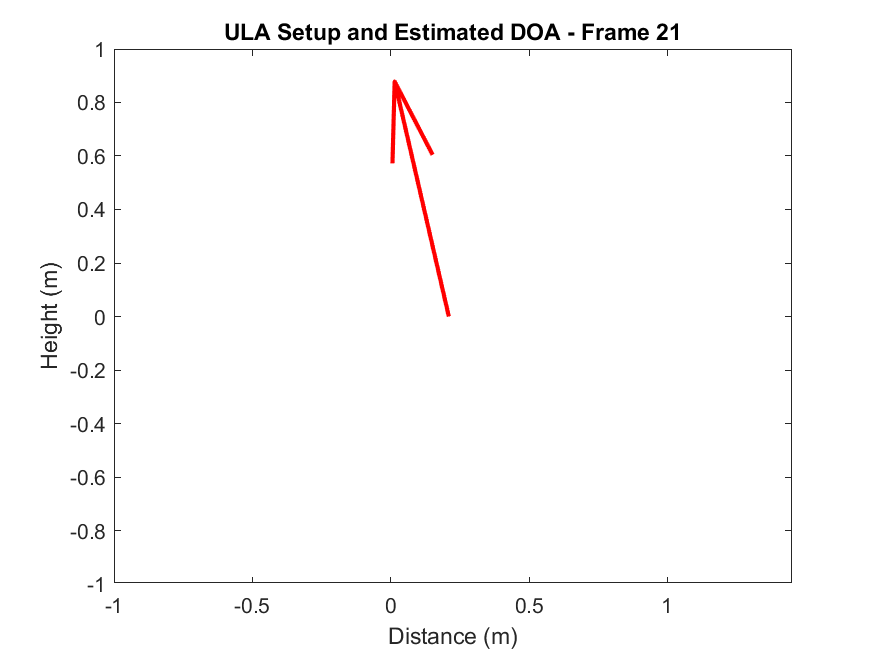 ULA Setup and Estimated DOA - Frame 21
1
0.8
0.6
0.4
0.2
0
-0.2
-0.4
-0.6
-0.8
-1
Height (m)
-1 -0.5 0 0.5 1
Distance (m)